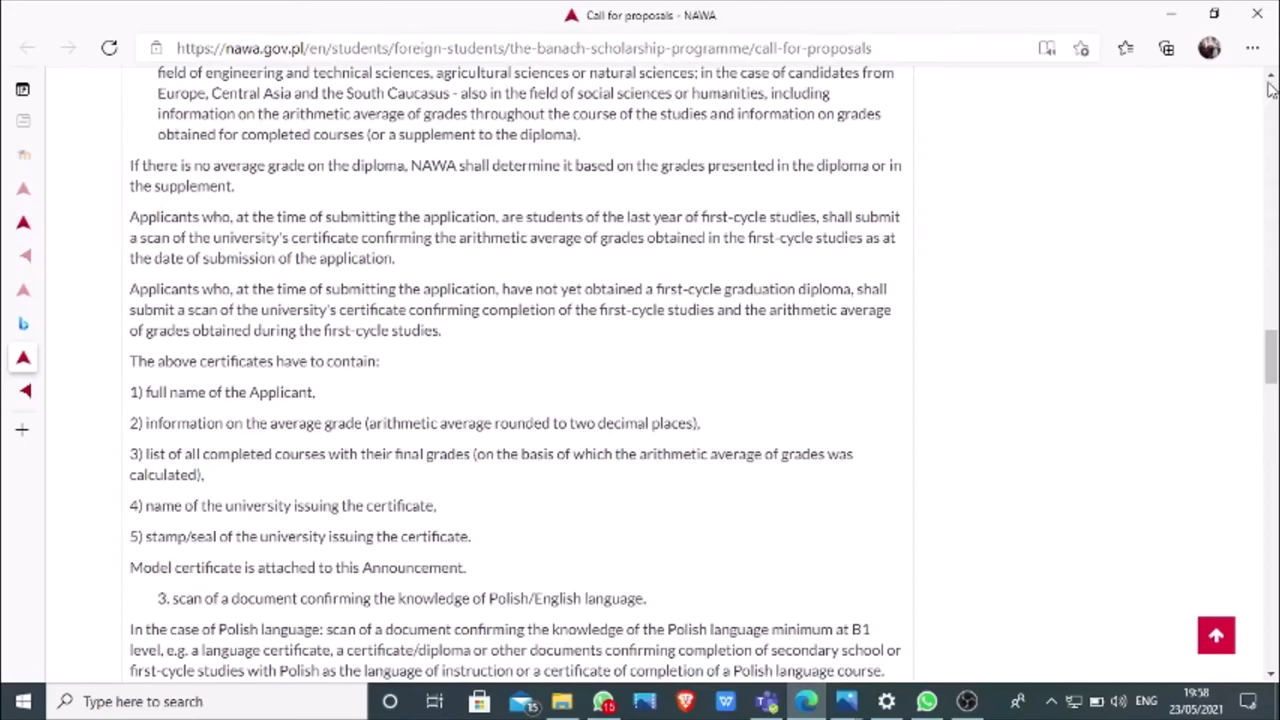 Call for proposals - NAWA
https://nawa.gov.pl/en/students/foreign-students/the-banach-scholarship-programme/call-for-proposals
field of engineering and technical sciences, agricultural sciences or natural sciences; in the case of candidates from
Europe, Central Asia and the South Caucasus - also in the field of social sciences or humanities, including
information on the arithmetic average of grades throughout the course of the studies and information on grades
obtained for completed courses (or a supplement to the diploma).
If there is no average grade on the diploma, NAWA shall determine it based on the grades presented in the diploma or in
the supplement.
Applicants who, at the time of submitting the application, are students of the last year of first-cycle studies, shall submit
a scan of the university's certificate confirming the arithmetic average of grades obtained in the first-cycle studies as at
the date of submission of the application.
Applicants who, at the time of submitting the application, have not yet obtained a first-cycle graduation diploma, shall
submit a scan of the university's certificate confirming completion of the first-cycle studies and the arithmetic average
of grades obtained during the first-cycle studies.
The above certificates have to contain:
1) full name of the Applicant,
2) information on the average grade (arithmetic average rounded to two decimal places),
3) list of all completed courses with their final grades (on the basis of which the arithmetic average of grades was
calculated),
4) name of the university issuing the certificate,
5) stamp/seal of the university issuing the certificate.
Model certificate is attached to this Announcement.
3. scan of a document confirming the knowledge of Polish/English language.
In the case of Polish language: scan of a document confirming the knowledge of the Polish language minimum at B1
level, e.g. a language certificate, a certificate/diploma or other documents confirming completion of secondary school or
first-cycle studies with Polish as the language of instruction or a certificate of completion of a Polish language course.
Type here to search
15
15
ENG
19:58
23/05/2021